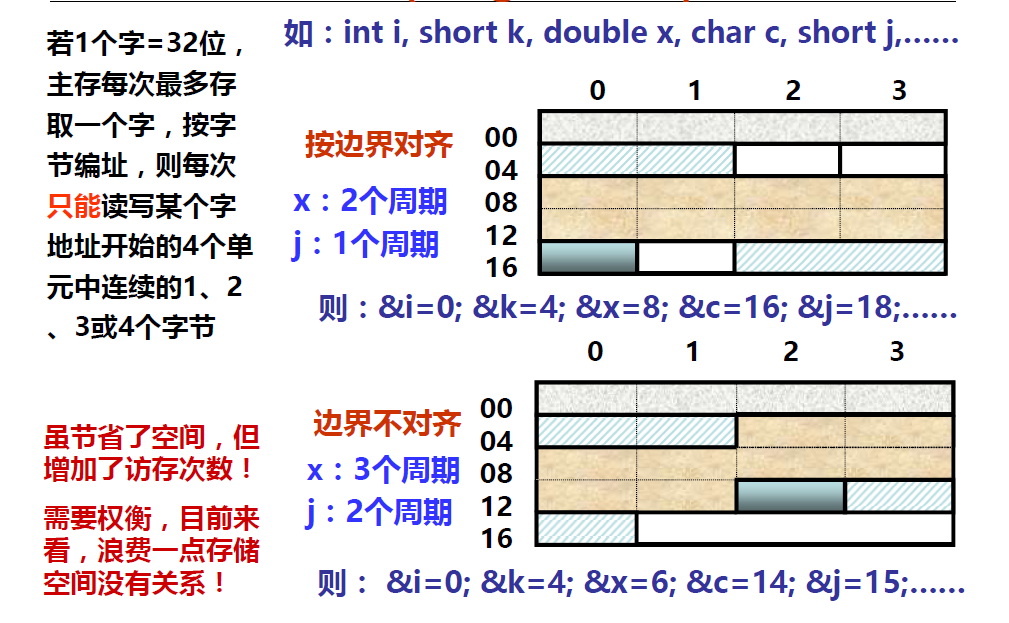 若1个字=32位，
主存每次最多存
取一个字，按字
节编址，则每次
只能读写某个字
地址开始的4个单
元中连续的1、2
、3或4个字节
虽节省了空间，但
增加了访存次数！
需要权衡，目前来
看，浪费一点存储
空间没有关系！
如：int i, short k, double x, char c, short j,……
0 1 2 3
按边界对齐
x：2个周期
j：1个周期
00
04
08
12
16
则：&i=0; &k=4; &x=8; &c=16; &j=18;……
0 1 2 3
边界不对齐
x：3个周期
j：2个周期
00
04
08
12
16
则： &i=0; &k=4; &x=6; &c=14; &j=15;……